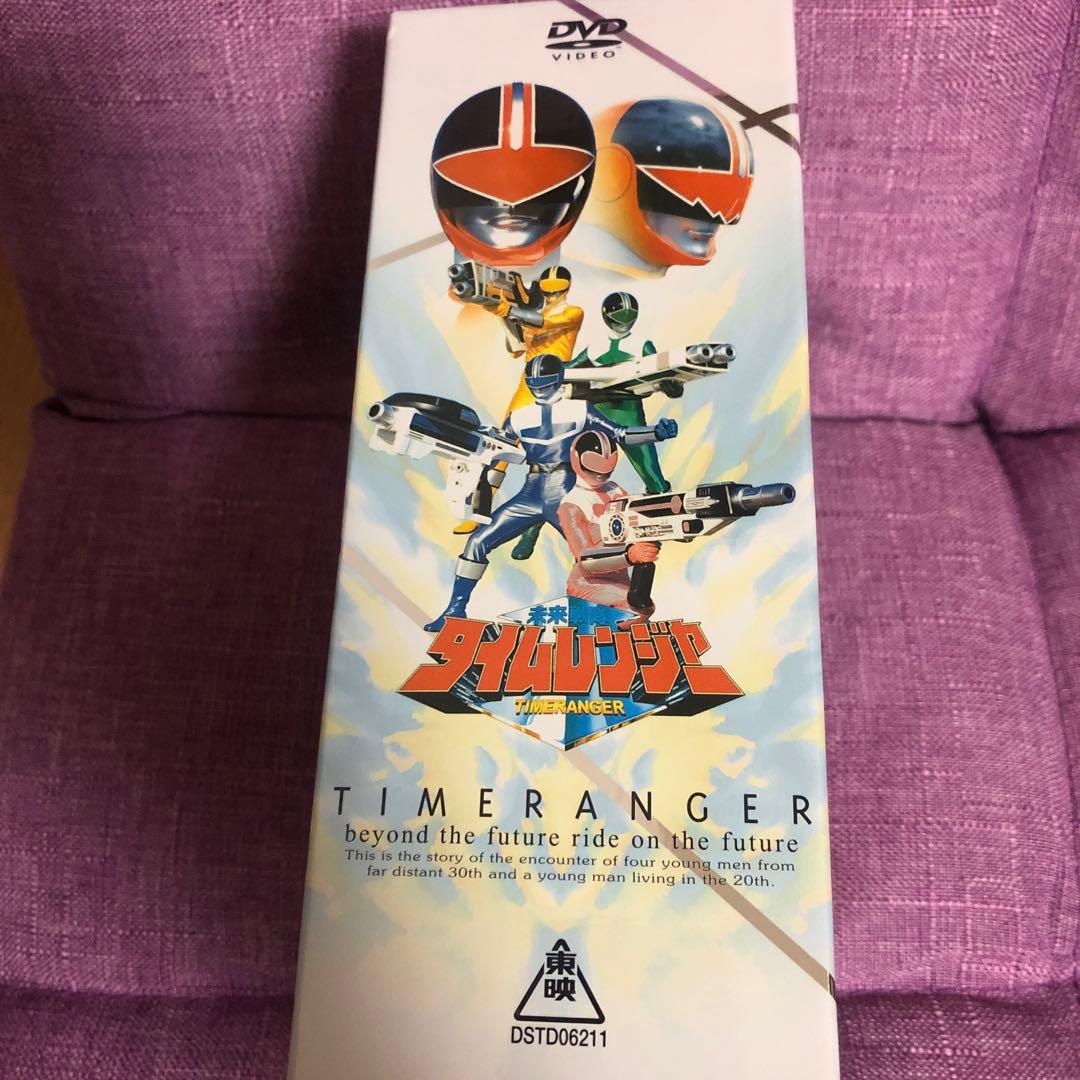 DVD
VIDEO
未来戦隊
タイムレンジャー
TIMERANGER
TIMERANGER
beyond the future ride on the future
This is the story of the encounter of four young men from
far distant 30th and a young man living in the 20th.
東映
DSTD06211